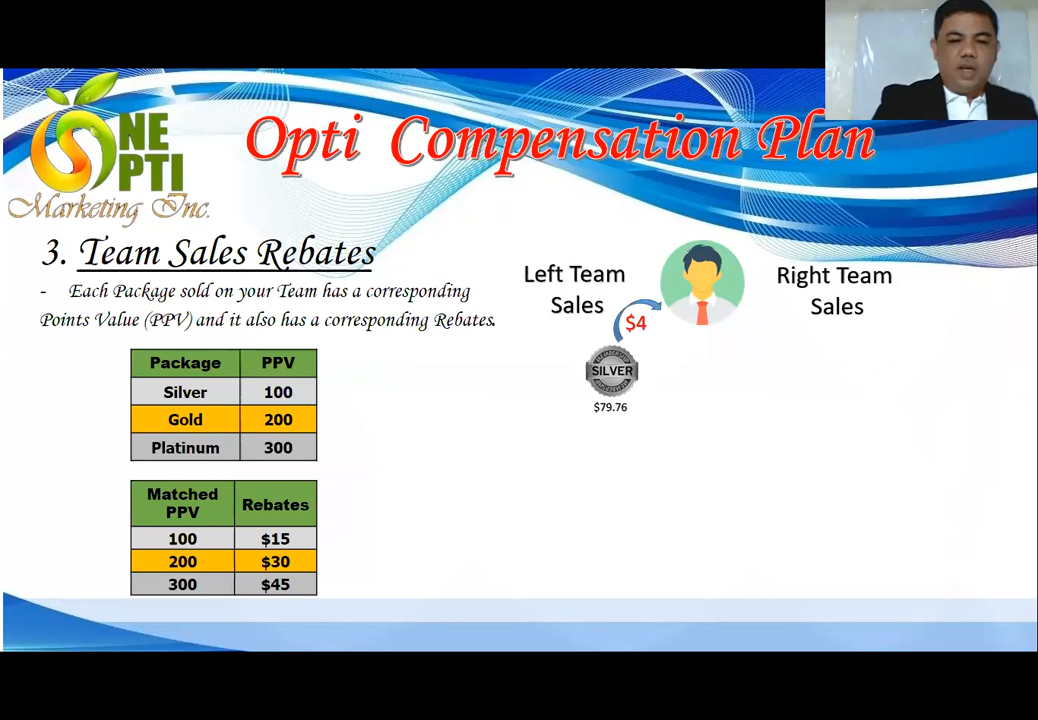 Opti Compensation Plan
ONE
OPTI
Marketing Inc.
3. Team Sales Rebates
- Each Package sold on your Team has a corresponding
Points Value (PPV) and it also has a corresponding Rebates.
Package PPV
Silver 100
Gold 200
Platinum 300
Matched
PPV Rebates
100 $15
200 $30
300 $45
Left Team
Sales
Right Team
Sales
$4
SILVER
$79.76